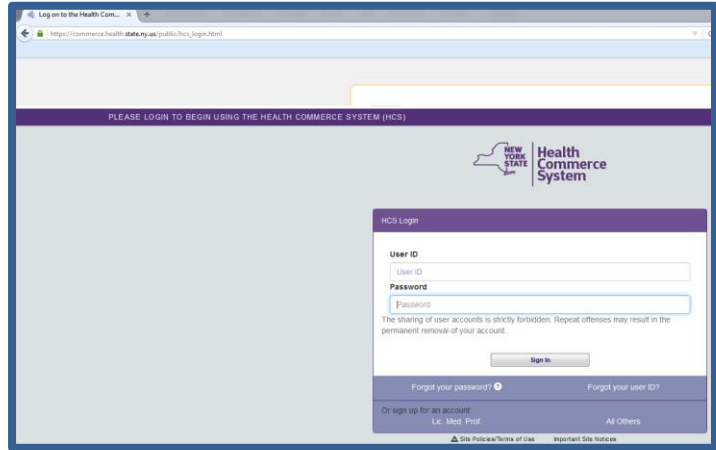 Log on to the Health Com...
https://commerce.health.state.ny.us/public/hcs_login.html
PLEASE LOGIN TO BEGIN USING THE HEALTH COMMERCE SYSTEM (HCS)
NEW YORK STATE
Health Commerce System
HCS Login
User ID
User ID
Password
Password
The sharing of user accounts is strictly forbidden. Repeat offenses may result in the
permanent removal of your account.
Sign In
Forgot your password? Forgot your user ID?
Or sign up for an account:
Lic. Med. Prof. All Others
Site Policies/Terms of Use Important Site Notices